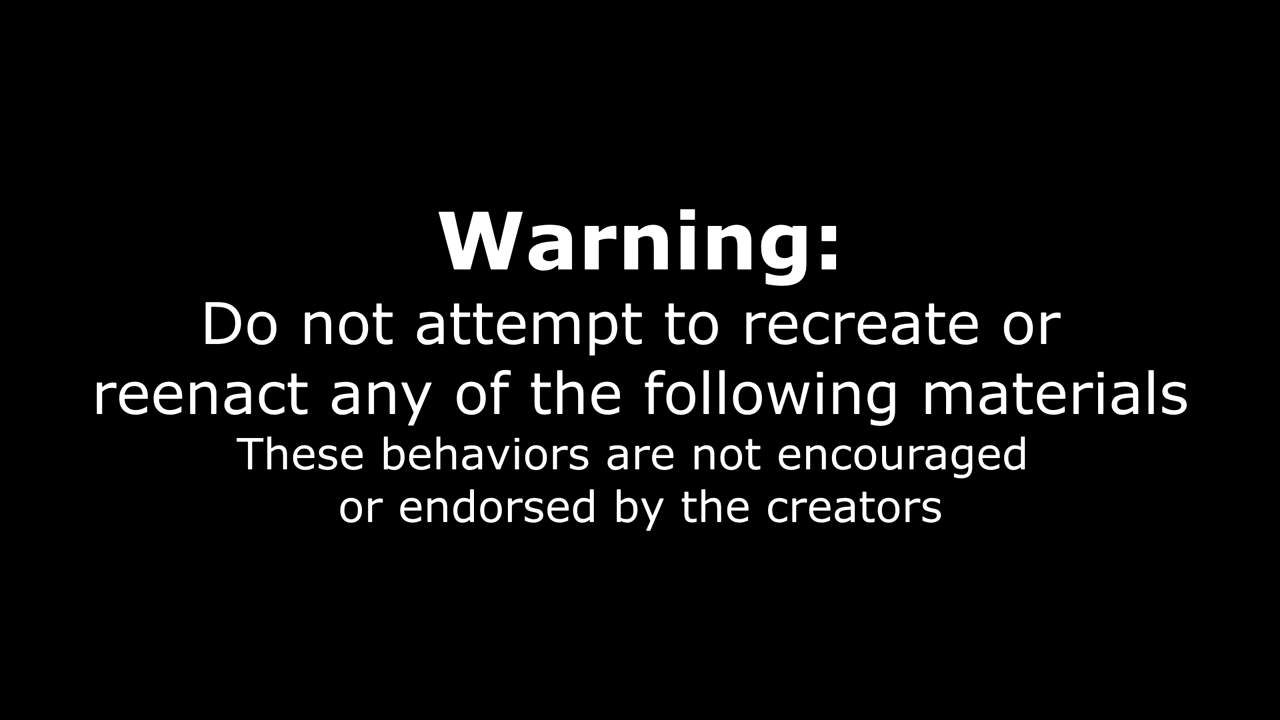 Warning:
Do not attempt to recreate or
reenact any of the following materials
These behaviors are not encouraged
or endorsed by the creators